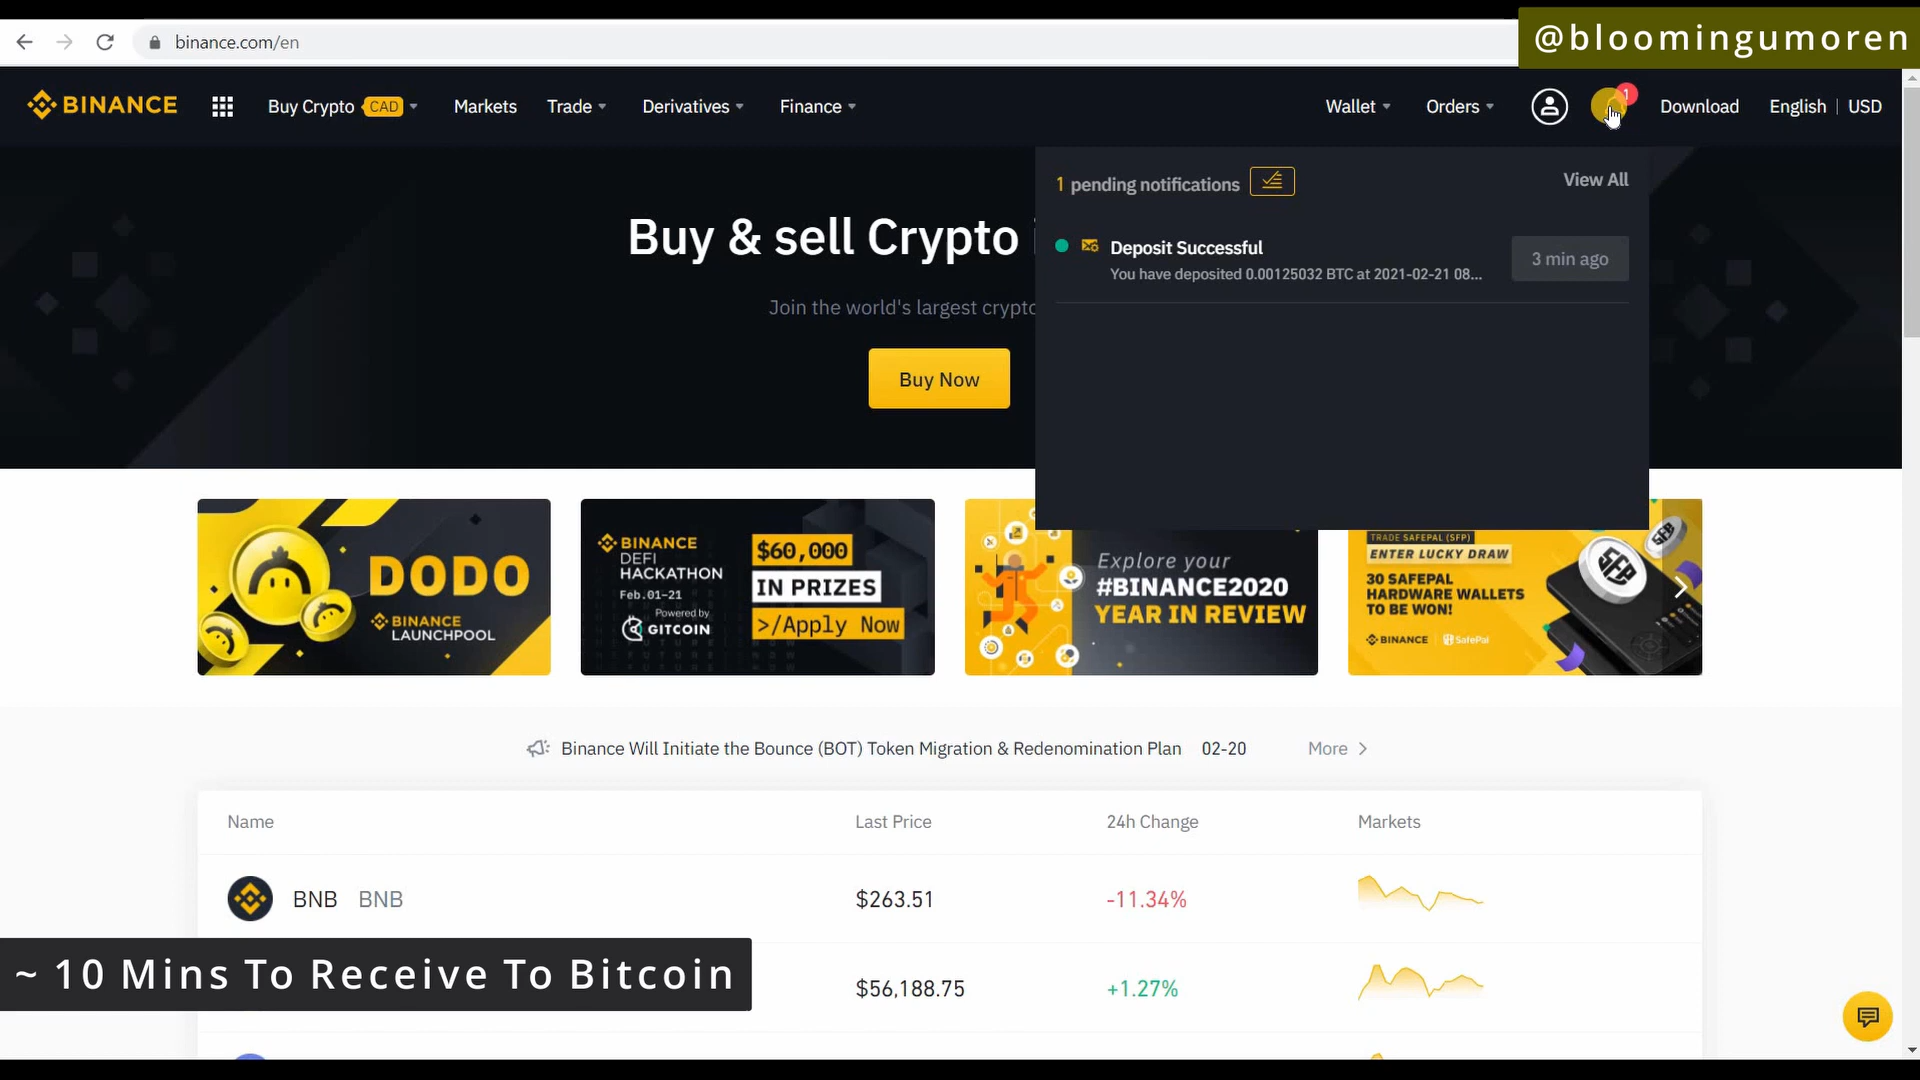 binance.com/en
@bloomingumoren
BINANCE
Buy Crypto CAD
Markets
Trade
Derivatives
Finance
Wallet
Orders
1
Download
English | USD
1 pending notifications
View All
Deposit Successful
You have deposited 0.00125032 BTC at 2021-02-21 08...
3 min ago
Buy & sell Crypto
Join the world's largest crypto
Buy Now
DODO
BINANCE
LAUNCHPOOL
BINANCE
DEFI
HACKATHON
Feb.01-21
Powered by
GITCOIN
$60,000
IN PRIZES
>/Apply Now
Explore your
#BINANCE2020
YEAR IN REVIEW
TRADE SAFEPAL (SFP)
ENTER LUCKY DRAW
30 SAFEPAL
HARDWARE WALLETS
TO BE WON!
BINANCE | SafePal
SFP
SFP
Binance Will Initiate the Bounce (BOT) Token Migration & Redenomination Plan 02-20
More
Name
Last Price
24h Change
Markets
BNB BNB
$263.51
-11.34%
~ 10 Mins To Receive To Bitcoin
$56,188.75
+1.27%